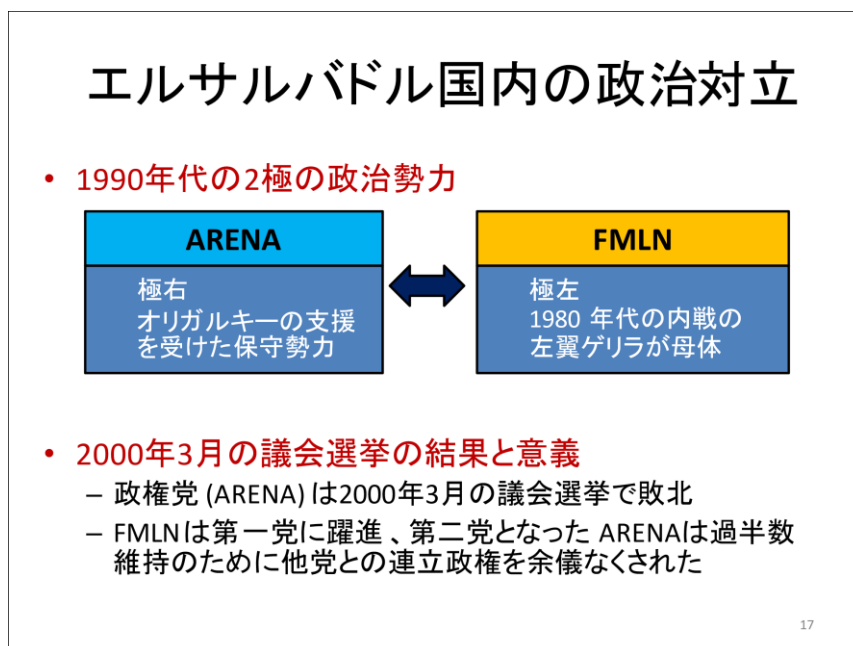 エルサルバドル国内の政治対立
• 1990年代の2極の政治勢力
ARENA
極右
オリガルキーの支援
を受けた保守勢力
FMLN
極左
1980 年代の内戦の
左翼ゲリラが母体
• 2000年3月の議会選挙の結果と意義
– 政権党 (ARENA) は2000年3月の議会選挙で敗北
– FMLNは第一党に躍進 、第二党となった ARENAは過半数
維持のために他党との連立政権を余儀なくされた
17